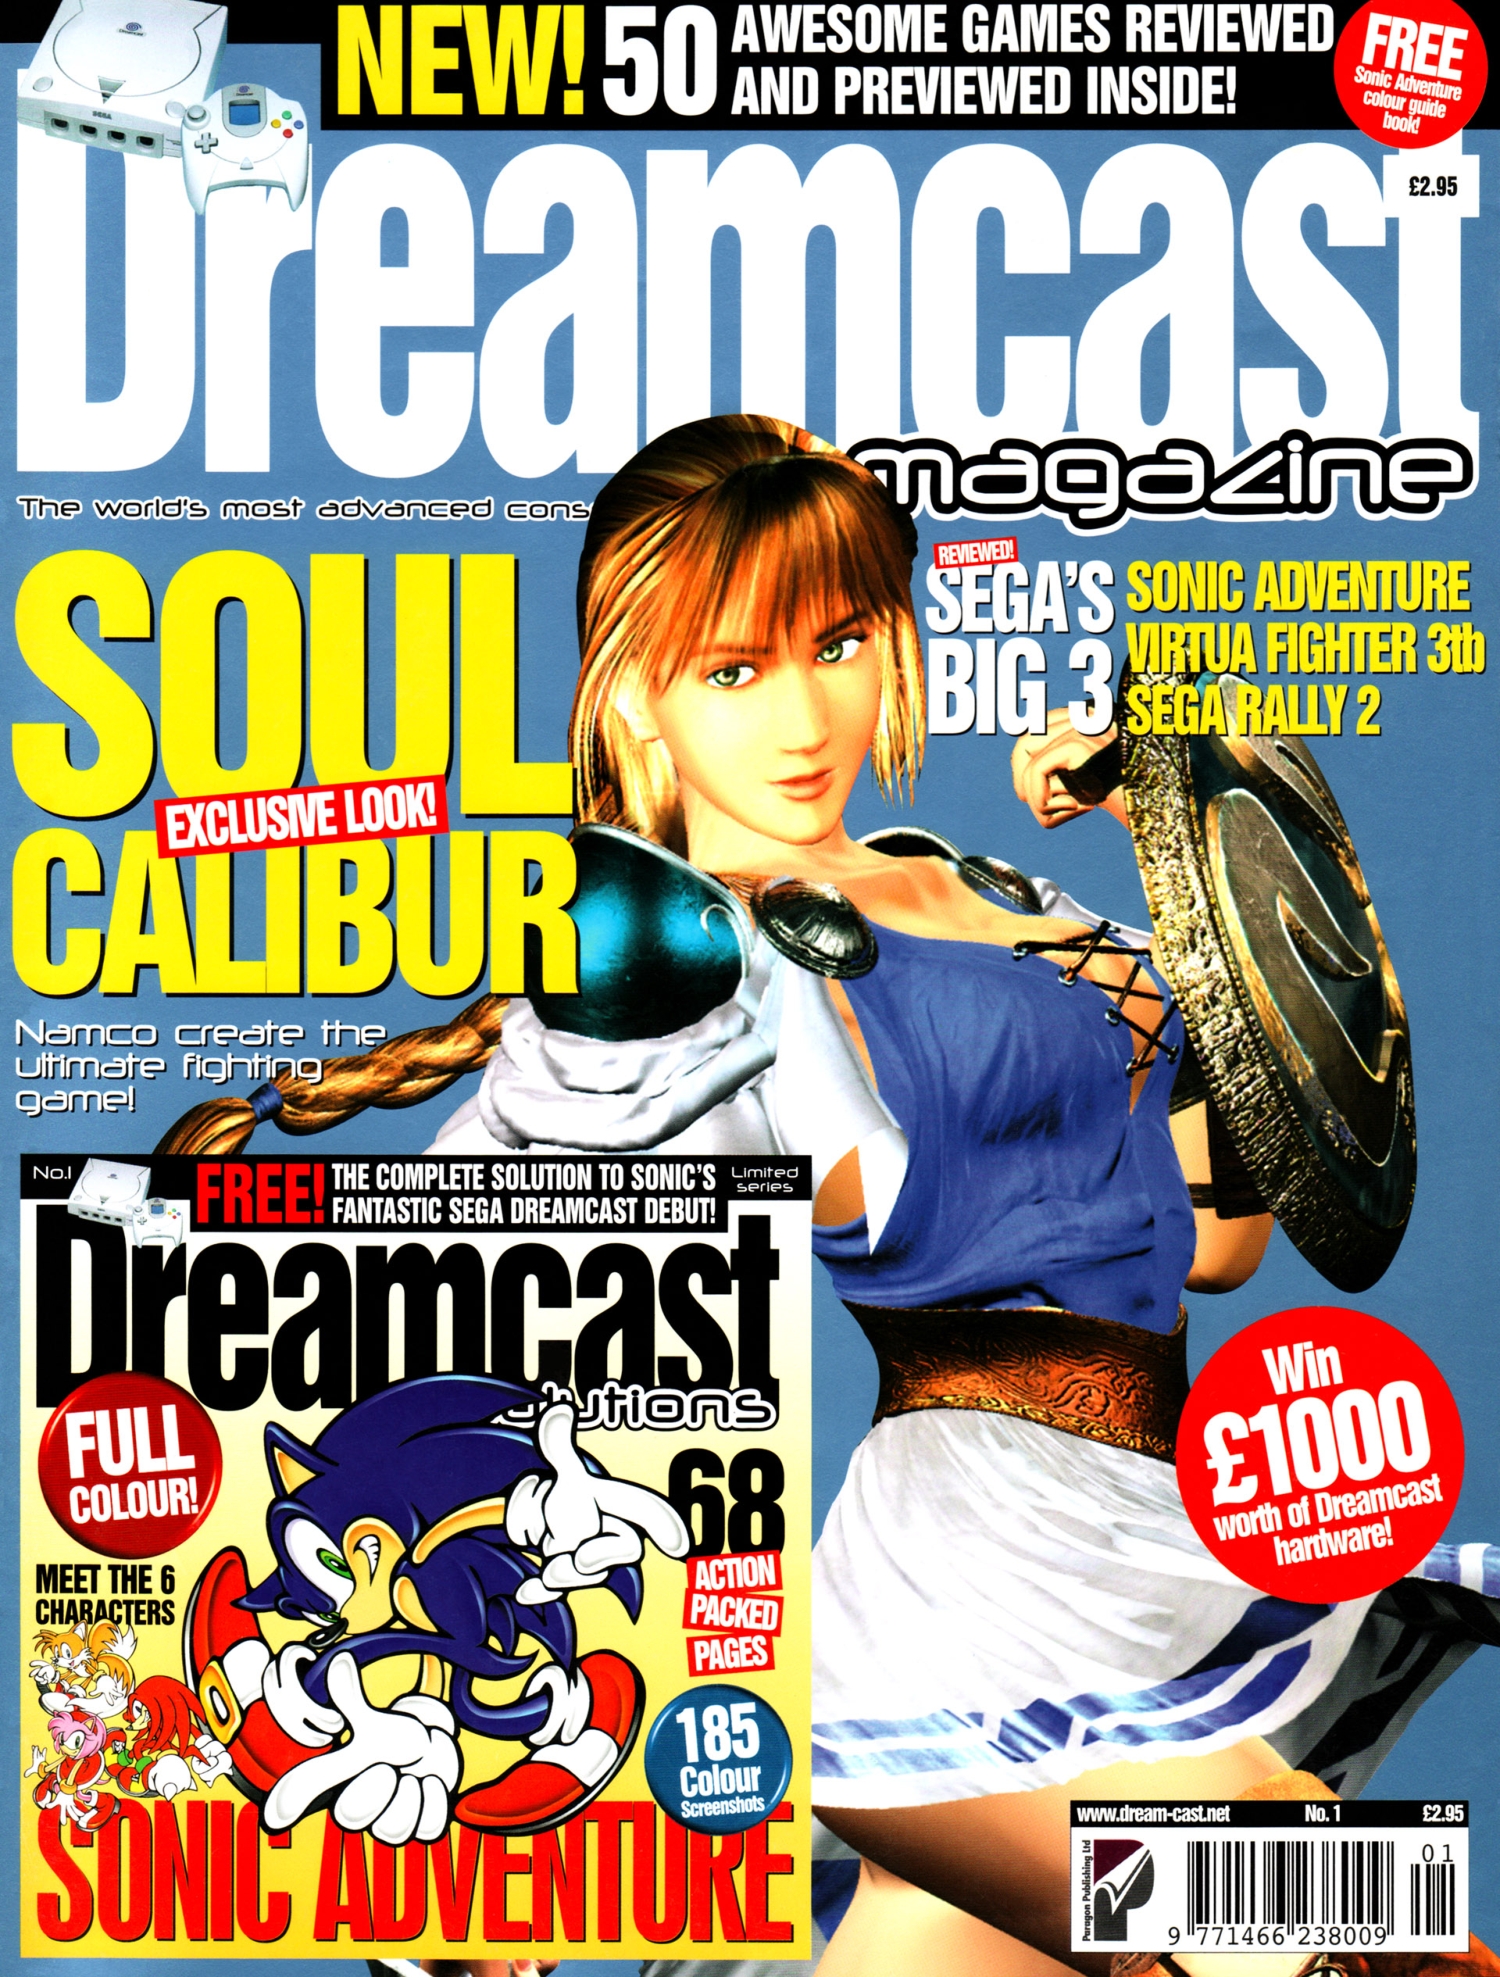 NEW! 50 AWESOME GAMES REVIEWED
AND PREVIEWED INSIDE!
FREE
Sonic Adventure
colour guide
book!
Dreamcast
£2.95
magazine
The world's most advanced cons
SOUL
EXCLUSIVE LOOK!
CALIBUR
Namco create the
ultimate fighting
game!
REVIEWED!
SEGA'S
BIG 3
SONIC ADVENTURE
VIRTUA FIGHTER 3tb
SEGA RALLY 2
No.1
FREE! THE COMPLETE SOLUTION TO SONIC'S
FANTASTIC SEGA DREAMCAST DEBUT!
Limited
series
Dreamcast
olutions
FULL
COLOUR!
MEET THE 6
CHARACTERS
68
ACTION
PACKED
PAGES
185
Colour
Screenshots
SONIC ADVENTURE
Win
£1000
worth of Dreamcast
hardware!
www.dream-cast.net No. 1 £2.95
Paragon Publishing Ltd
01
9 771466 238009